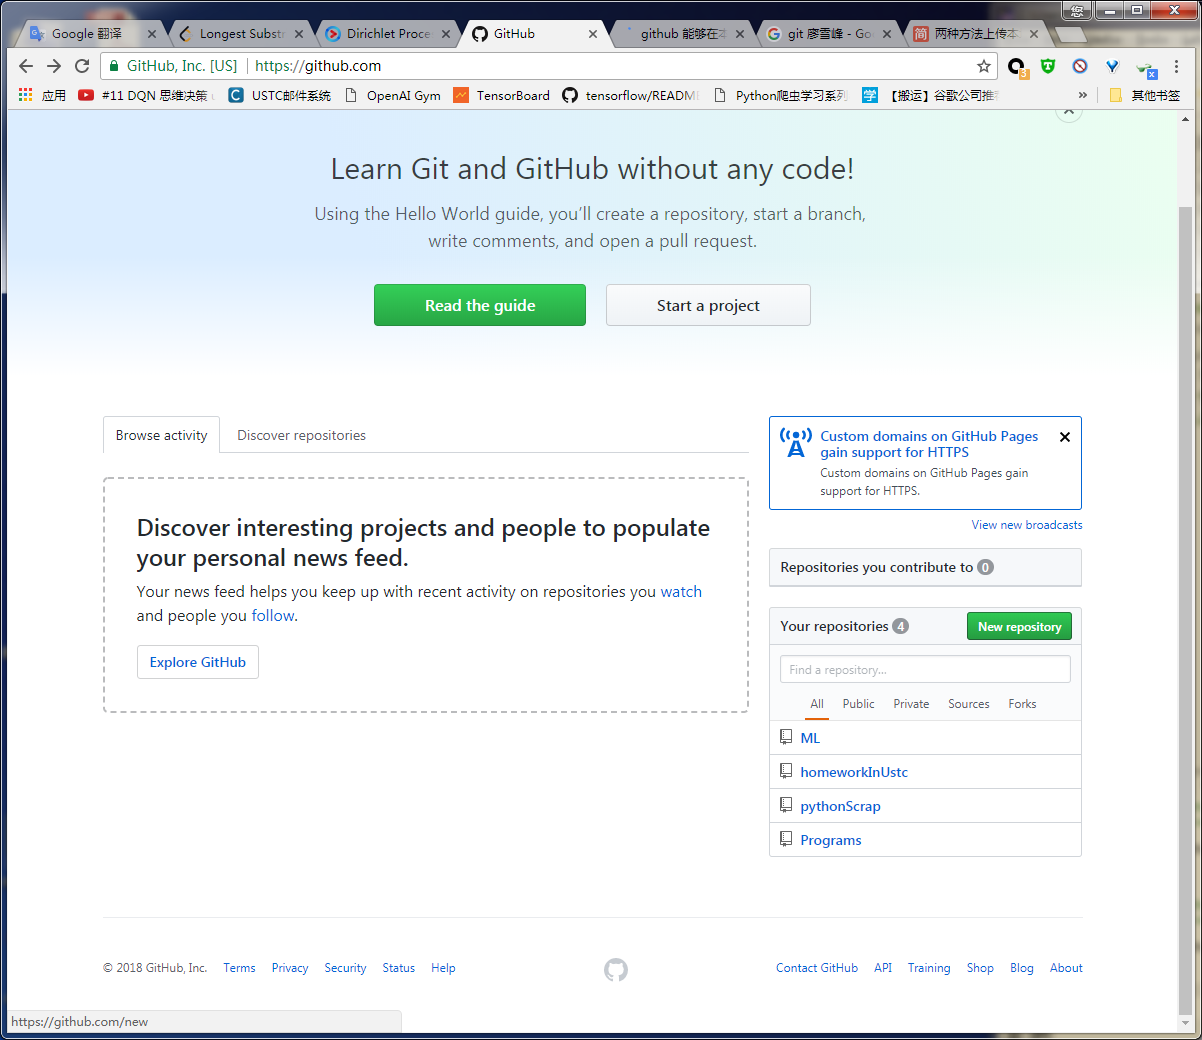 您
Google 翻译
Longest Substr
Dirichlet Proce
GitHub
github 能够在本
git 廖雪峰 - Goo
简 两种方法上传本
GitHub, Inc. [US] https://github.com
3
应用
#11 DQN 思维决策
C USTC邮件系统
OpenAI Gym
TensorBoard
tensorflow/README
Python爬虫学习系列
学 【搬运】谷歌公司推
»
其他书签
Learn Git and GitHub without any code!
Using the Hello World guide, you’ll create a repository, start a branch,
write comments, and open a pull request.
Read the guide
Start a project
Browse activity
Discover repositories
Custom domains on GitHub Pages
gain support for HTTPS
Custom domains on GitHub Pages gain
support for HTTPS.
View new broadcasts
Discover interesting projects and people to populate
your personal news feed.
Your news feed helps you keep up with recent activity on repositories you watch
and people you follow.
Explore GitHub
Repositories you contribute to 0
Your repositories 4
New repository
Find a repository...
All Public Private Sources Forks
ML
homeworkInUstc
pythonScrap
Programs
© 2018 GitHub, Inc. Terms Privacy Security Status Help
Contact GitHub API Training Shop Blog About
https://github.com/new